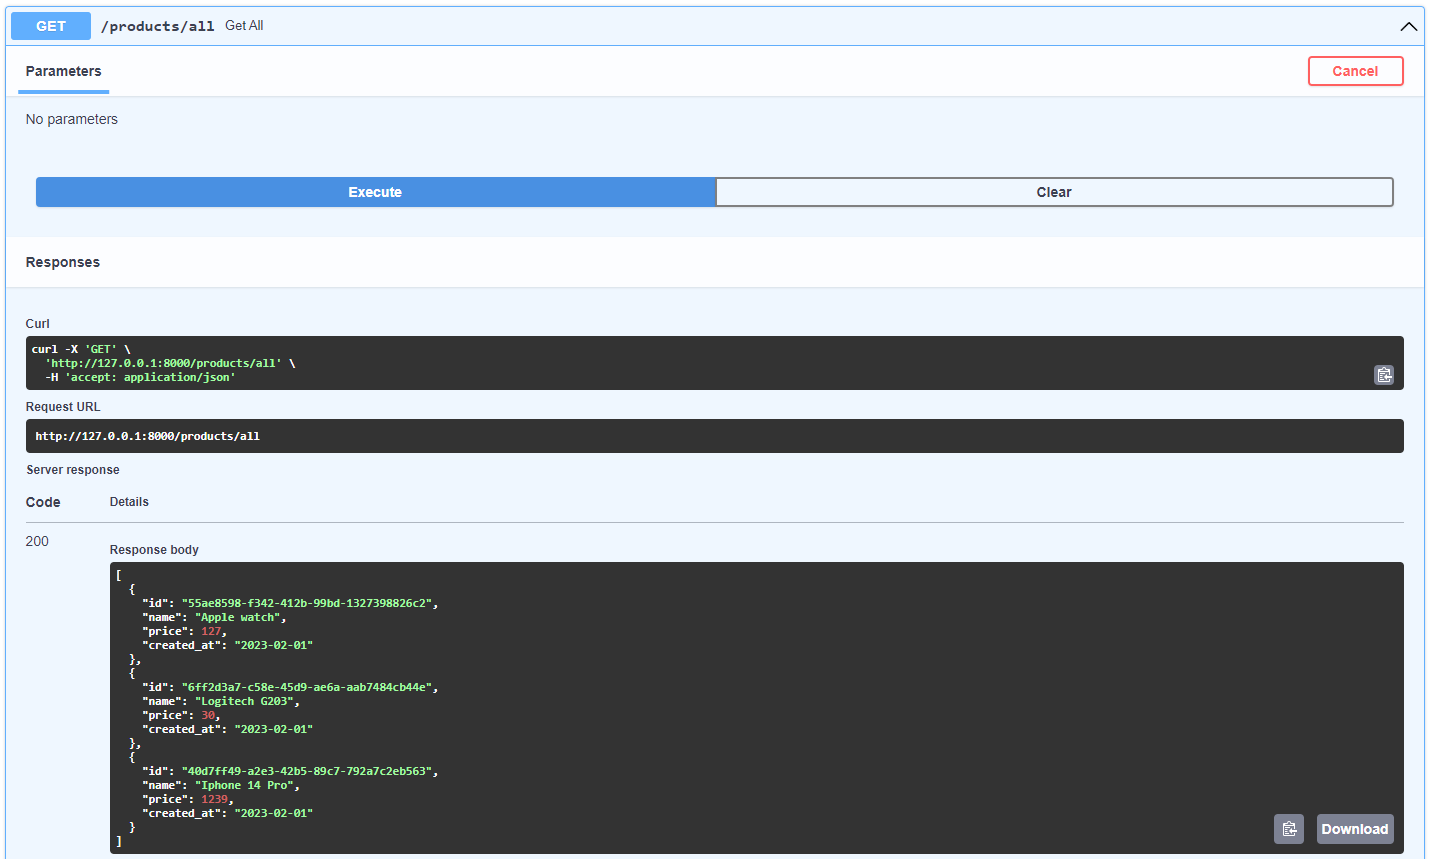 GET /products/all Get All
Parameters
Cancel
No parameters
Execute
Clear
Responses
Curl
curl -X 'GET' \
  'http://127.0.0.1:8000/products/all' \
  -H 'accept: application/json'
Request URL
http://127.0.0.1:8000/products/all
Server response
Code Details
200
Response body
[
  {
    "id": "55ae8598-f342-412b-99bd-1327398826c2",
    "name": "Apple watch",
    "price": 127,
    "created_at": "2023-02-01"
  },
  {
    "id": "6ff2d3a7-c58e-45d9-ae6a-aab7484cb44e",
    "name": "Logitech G203",
    "price": 30,
    "created_at": "2023-02-01"
  },
  {
    "id": "40d7ff49-a2e3-42b5-89c7-792a7c2eb563",
    "name": "Iphone 14 Pro",
    "price": 1239,
    "created_at": "2023-02-01"
  }
]
Download